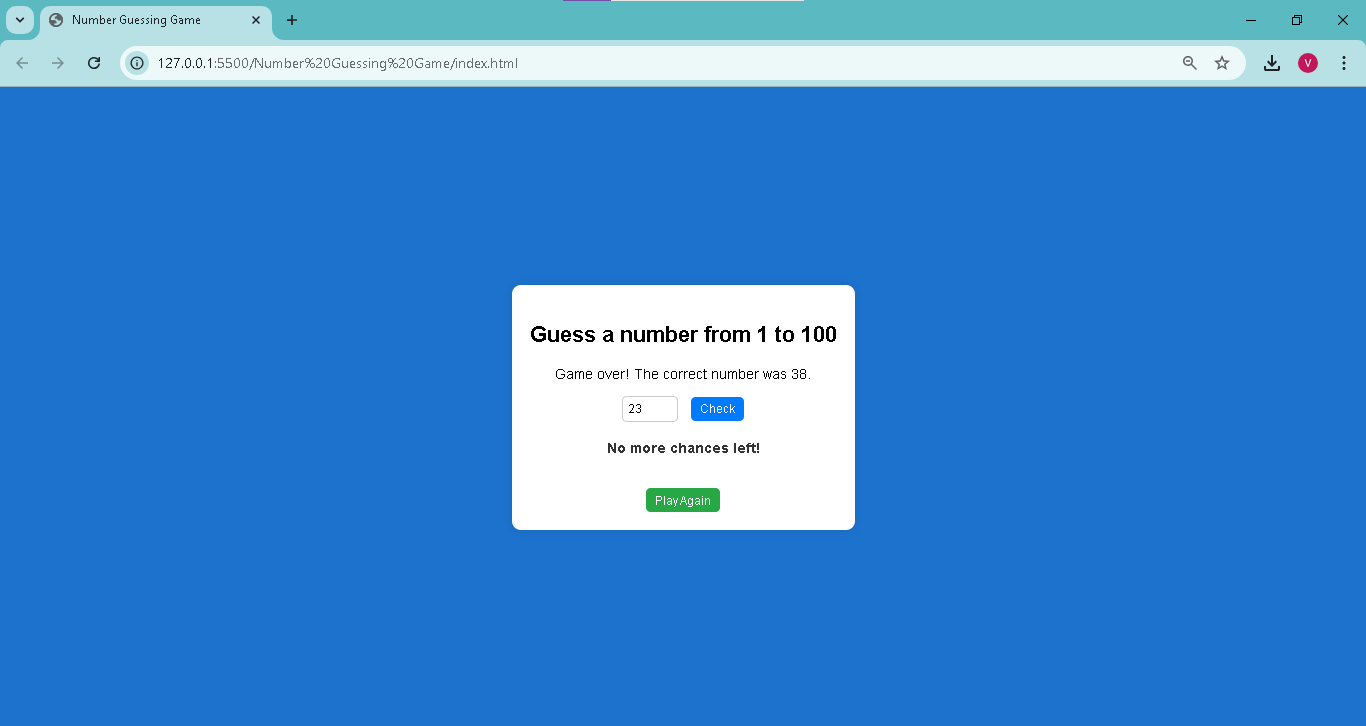 Number Guessing Game
127.0.0.1:5500/Number%20Guessing%20Game/index.html
V
Guess a number from 1 to 100
Game over! The correct number was 38.
23 Check
No more chances left!
PlayAgain